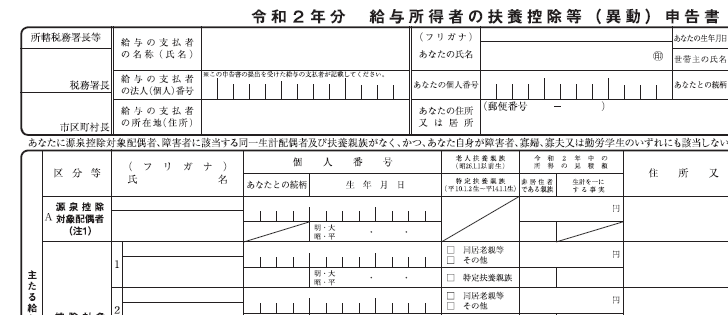 令和２年分　給与所得者の扶養控除等（異動）申告書
所轄税務署長等
税務署長
市区町村長
給与の支払者
の名称（氏名）
※この申告書の提出を受けた給与の支払者が記載してください。
給与の支払者
の法人(個人)番号
給与の支払者
の所在地(住所)
(フリガナ)
あなたの氏名
㊞
あなたの個人番号
あなたの住所
又は居所
(郵便番号　　－　　)
あなたの生年月日
世帯主の氏名
あなたとの続柄
あなたに源泉控除対象配偶者、障害者に該当する同一生計配偶者及び扶養親族がなく、かつ、あなた自身が障害者、寡婦、寡夫又は勤労学生のいずれにも該当しない
主たる給
区分等
(フリガナ)
氏　　名
個人番号
あなたとの続柄
生年月日
老人扶養親族
(昭26.1.1以前生)
特定扶養親族
(平10.1.2生～平14.1.1生)
令和２年中の
所得の見積額
非居住者
である親族
生計を一に
する事実
住所又
A
源泉控除
対象配偶者
(注1)
明・大
昭・平
円
1
明・大
昭・平
□ 同居老親等
□ その他
□ 特定扶養親族
円
2
□ 同居老親等
□ その他
円